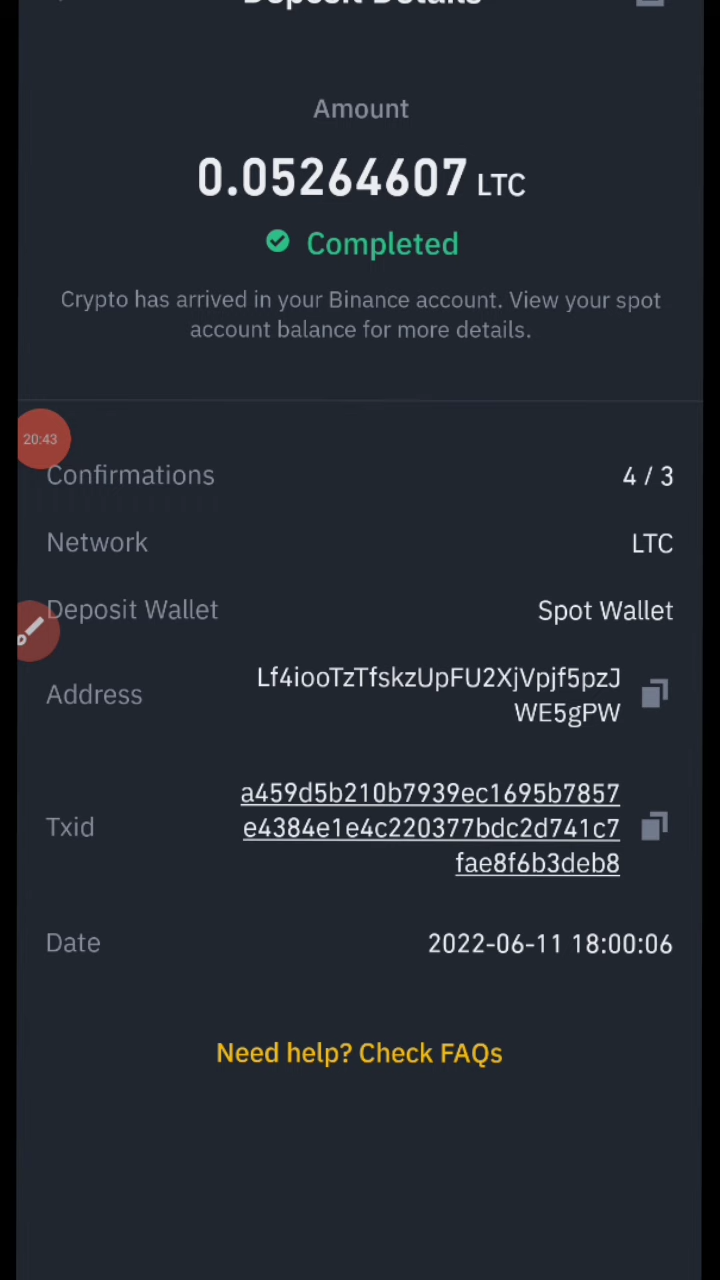 Deposit Details
Amount
0.05264607 LTC
Completed
Crypto has arrived in your Binance account. View your spot
account balance for more details.
20:43
Confirmations
4 / 3
Network
LTC
Deposit Wallet
Spot Wallet
Address
Lf4iooTzTfskzUpFU2XjVpjf5pzJ
WE5gPW
Txid
a459d5b210b7939ec1695b7857
e4384e1e4c220377bdc2d741c7
fae8f6b3deb8
Date
2022-06-11 18:00:06
Need help? Check FAQs